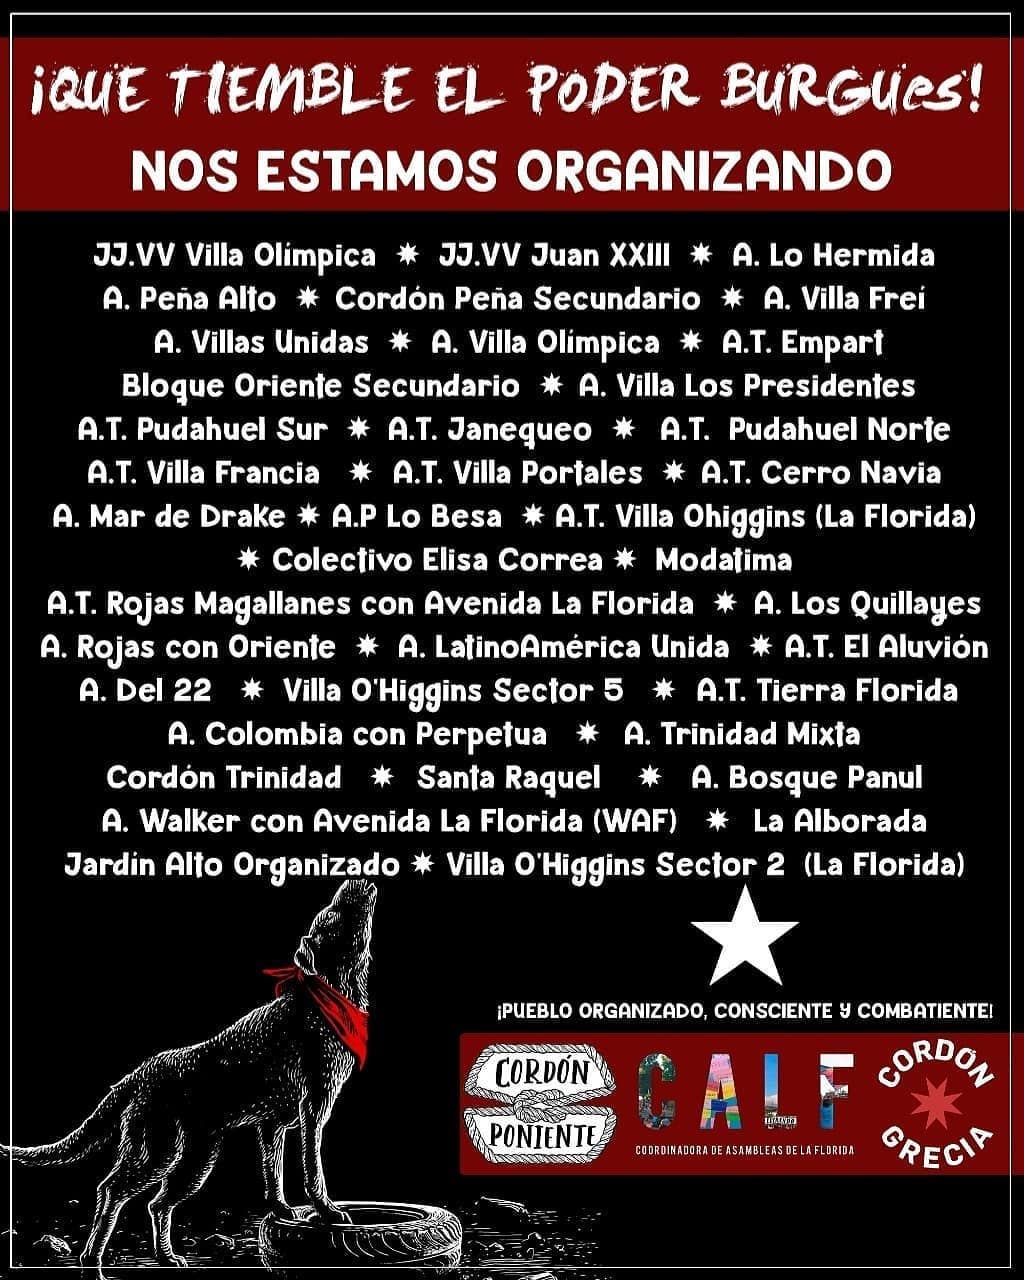 ¡QUE TIEMBLE EL PODER BURGUes!
NOS ESTAMOS ORGANIZANDO
JJ.VV Villa Olímpica ✷ JJ.VV Juan XXIII ✷ A. Lo Hermida
A. Peña Alto ✷ Cordón Peña Secundario ✷ A. Villa Freí
A. Villas Unidas ✷ A. Villa Olímpica ✷ A.T. Empart
Bloque Oriente Secundario ✷ A. Villa Los Presidentes
A.T. Pudahuel Sur ✷ A.T. Janequeo ✷ A.T. Pudahuel Norte
A.T. Villa Francia ✷ A.T. Villa Portales ✷ A.T. Cerro Navia
A. Mar de Drake ✷ A.P Lo Besa ✷ A.T. Villa Ohiggins (La Florida)
✷ Colectivo Elisa Correa ✷ Modatima
A.T. Rojas Magallanes con Avenida La Florida ✷ A. Los Quillayes
A. Rojas con Oriente ✷ A. LatinoAmérica Unida ✷ A.T. El Aluvión
A. Del 22 ✷ Villa O'Higgins Sector 5 ✷ A.T. Tierra Florida
A. Colombia con Perpetua ✷ A. Trinidad Mixta
Cordón Trinidad ✷ Santa Raquel ✷ A. Bosque Panul
A. Walker con Avenida La Florida (WAF) ✷ La Alborada
Jardín Alto Organizado ✷ Villa O'Higgins Sector 2 (La Florida)
¡PUEBLO ORGANIZADO, CONSCIENTE Y COMBATIENTE!
CORDÓN
PONIENTE
CALF
COORDINADORA DE ASAMBLEAS DE LA FLORIDA
CORDÓN
GRECIA